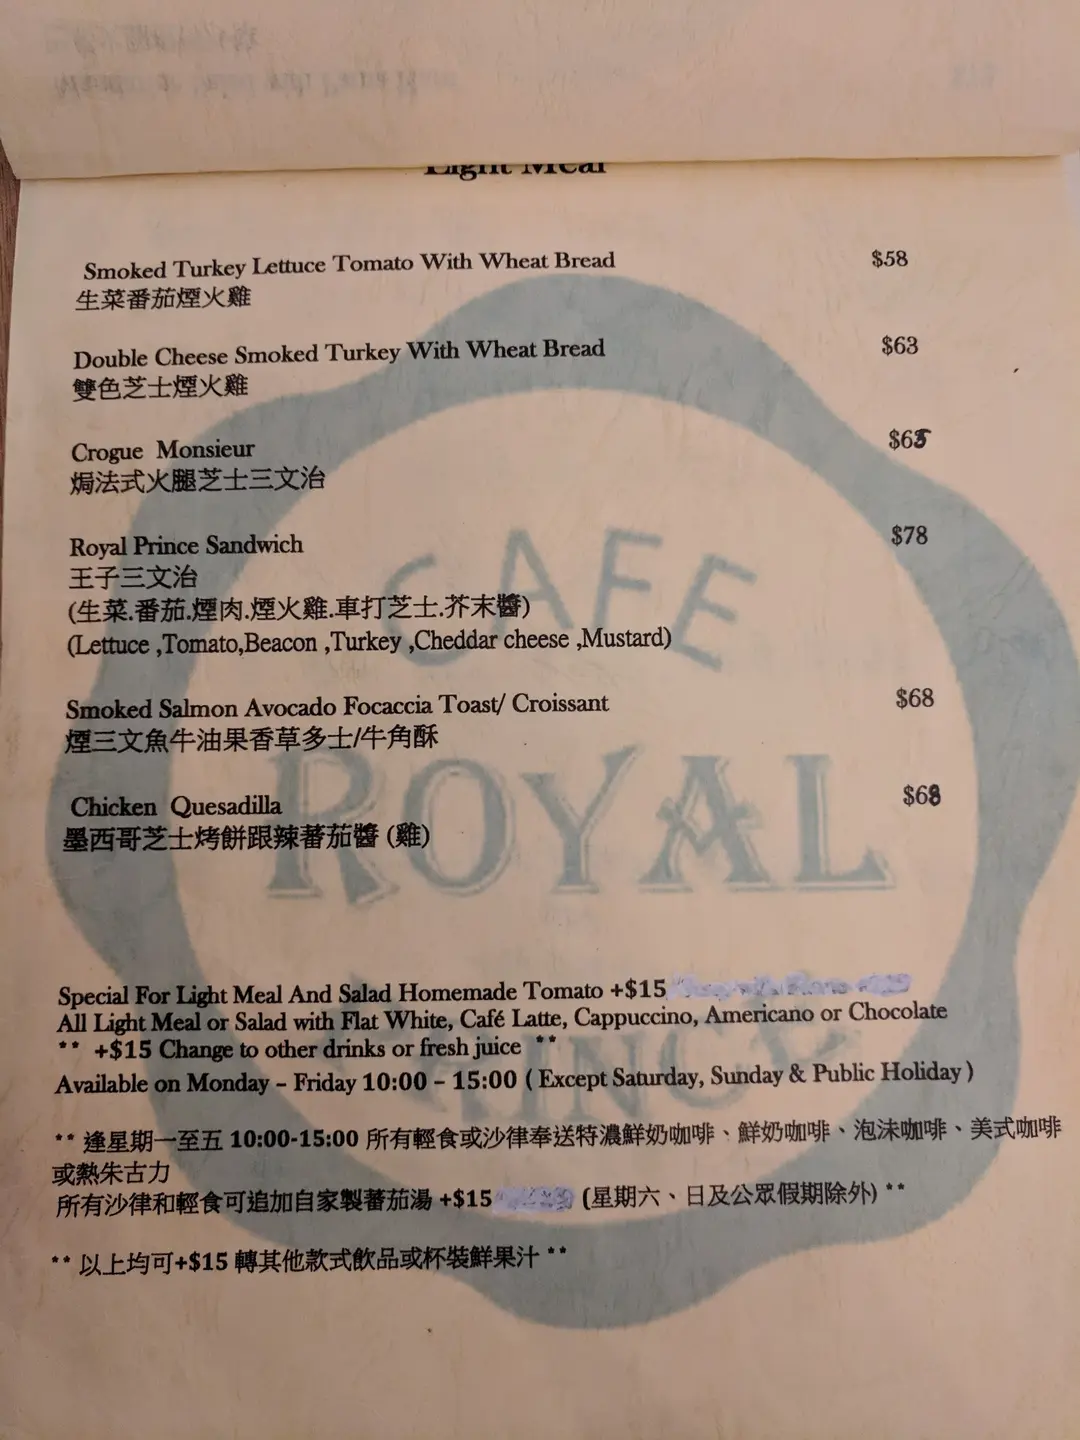 Light Meal
Smoked Turkey Lettuce Tomato With Wheat Bread $58
生菜番茄煙火雞
Double Cheese Smoked Turkey With Wheat Bread $63
雙色芝士煙火雞
Crogue Monsieur $65
焗法式火腿芝士三文治
Royal Prince Sandwich $78
王子三文治
(生菜.番茄.煙肉.煙火雞.車打芝士.芥末醬)
(Lettuce ,Tomato,Beacon ,Turkey ,Cheddar cheese ,Mustard)
Smoked Salmon Avocado Focaccia Toast/ Croissant $68
煙三文魚牛油果香草多士/牛角酥
Chicken Quesadilla $68
墨西哥芝士烤餅跟辣蕃茄醬 (雞)
CAFE
ROYAL
Special For Light Meal And Salad Homemade Tomato +$15
All Light Meal or Salad with Flat White, Café Latte, Cappuccino, Americano or Chocolate
** +$15 Change to other drinks or fresh juice **
Available on Monday – Friday 10:00 – 15:00 ( Except Saturday, Sunday & Public Holiday )
** 逢星期一至五 10:00-15:00 所有輕食或沙律奉送特濃鮮奶咖啡、鮮奶咖啡、泡沫咖啡、美式咖啡
或熱朱古力
所有沙律和輕食可追加自家製蕃茄湯 +$15 (星期六、日及公眾假期除外) **
** 以上均可+$15 轉其他款式飲品或杯裝鮮果汁 **